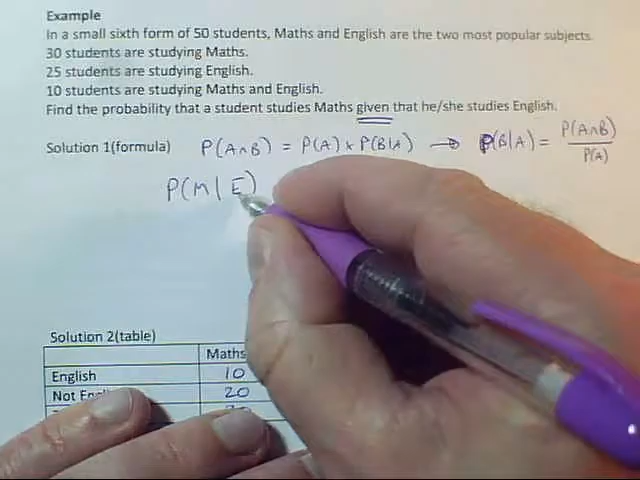 Example
In a small sixth form of 50 students, Maths and English are the two most popular subjects.
30 students are studying Maths.
25 students are studying English.
10 students are studying Maths and English.
Find the probability that a student studies Maths given that he/she studies English.
Solution 1(formula) P(A∩B) = P(A) × P(B|A) → P(B|A) = P(A∩B) / P(A)
P(M | E)
Solution 2(table)
Maths
English 10
Not 20